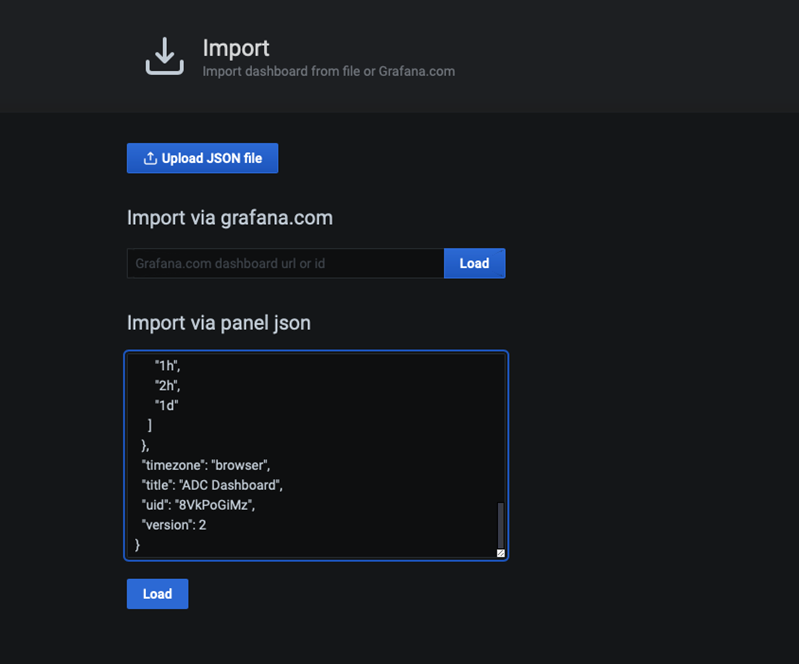 Import
Import dashboard from file or Grafana.com
Upload JSON file
Import via grafana.com
Grafana.com dashboard url or id
Load
Import via panel json
"1h",
"2h",
"1d"
]
},
"timezone": "browser",
"title": "ADC Dashboard",
"uid": "8VkPoGiMz",
"version": 2
}
Load